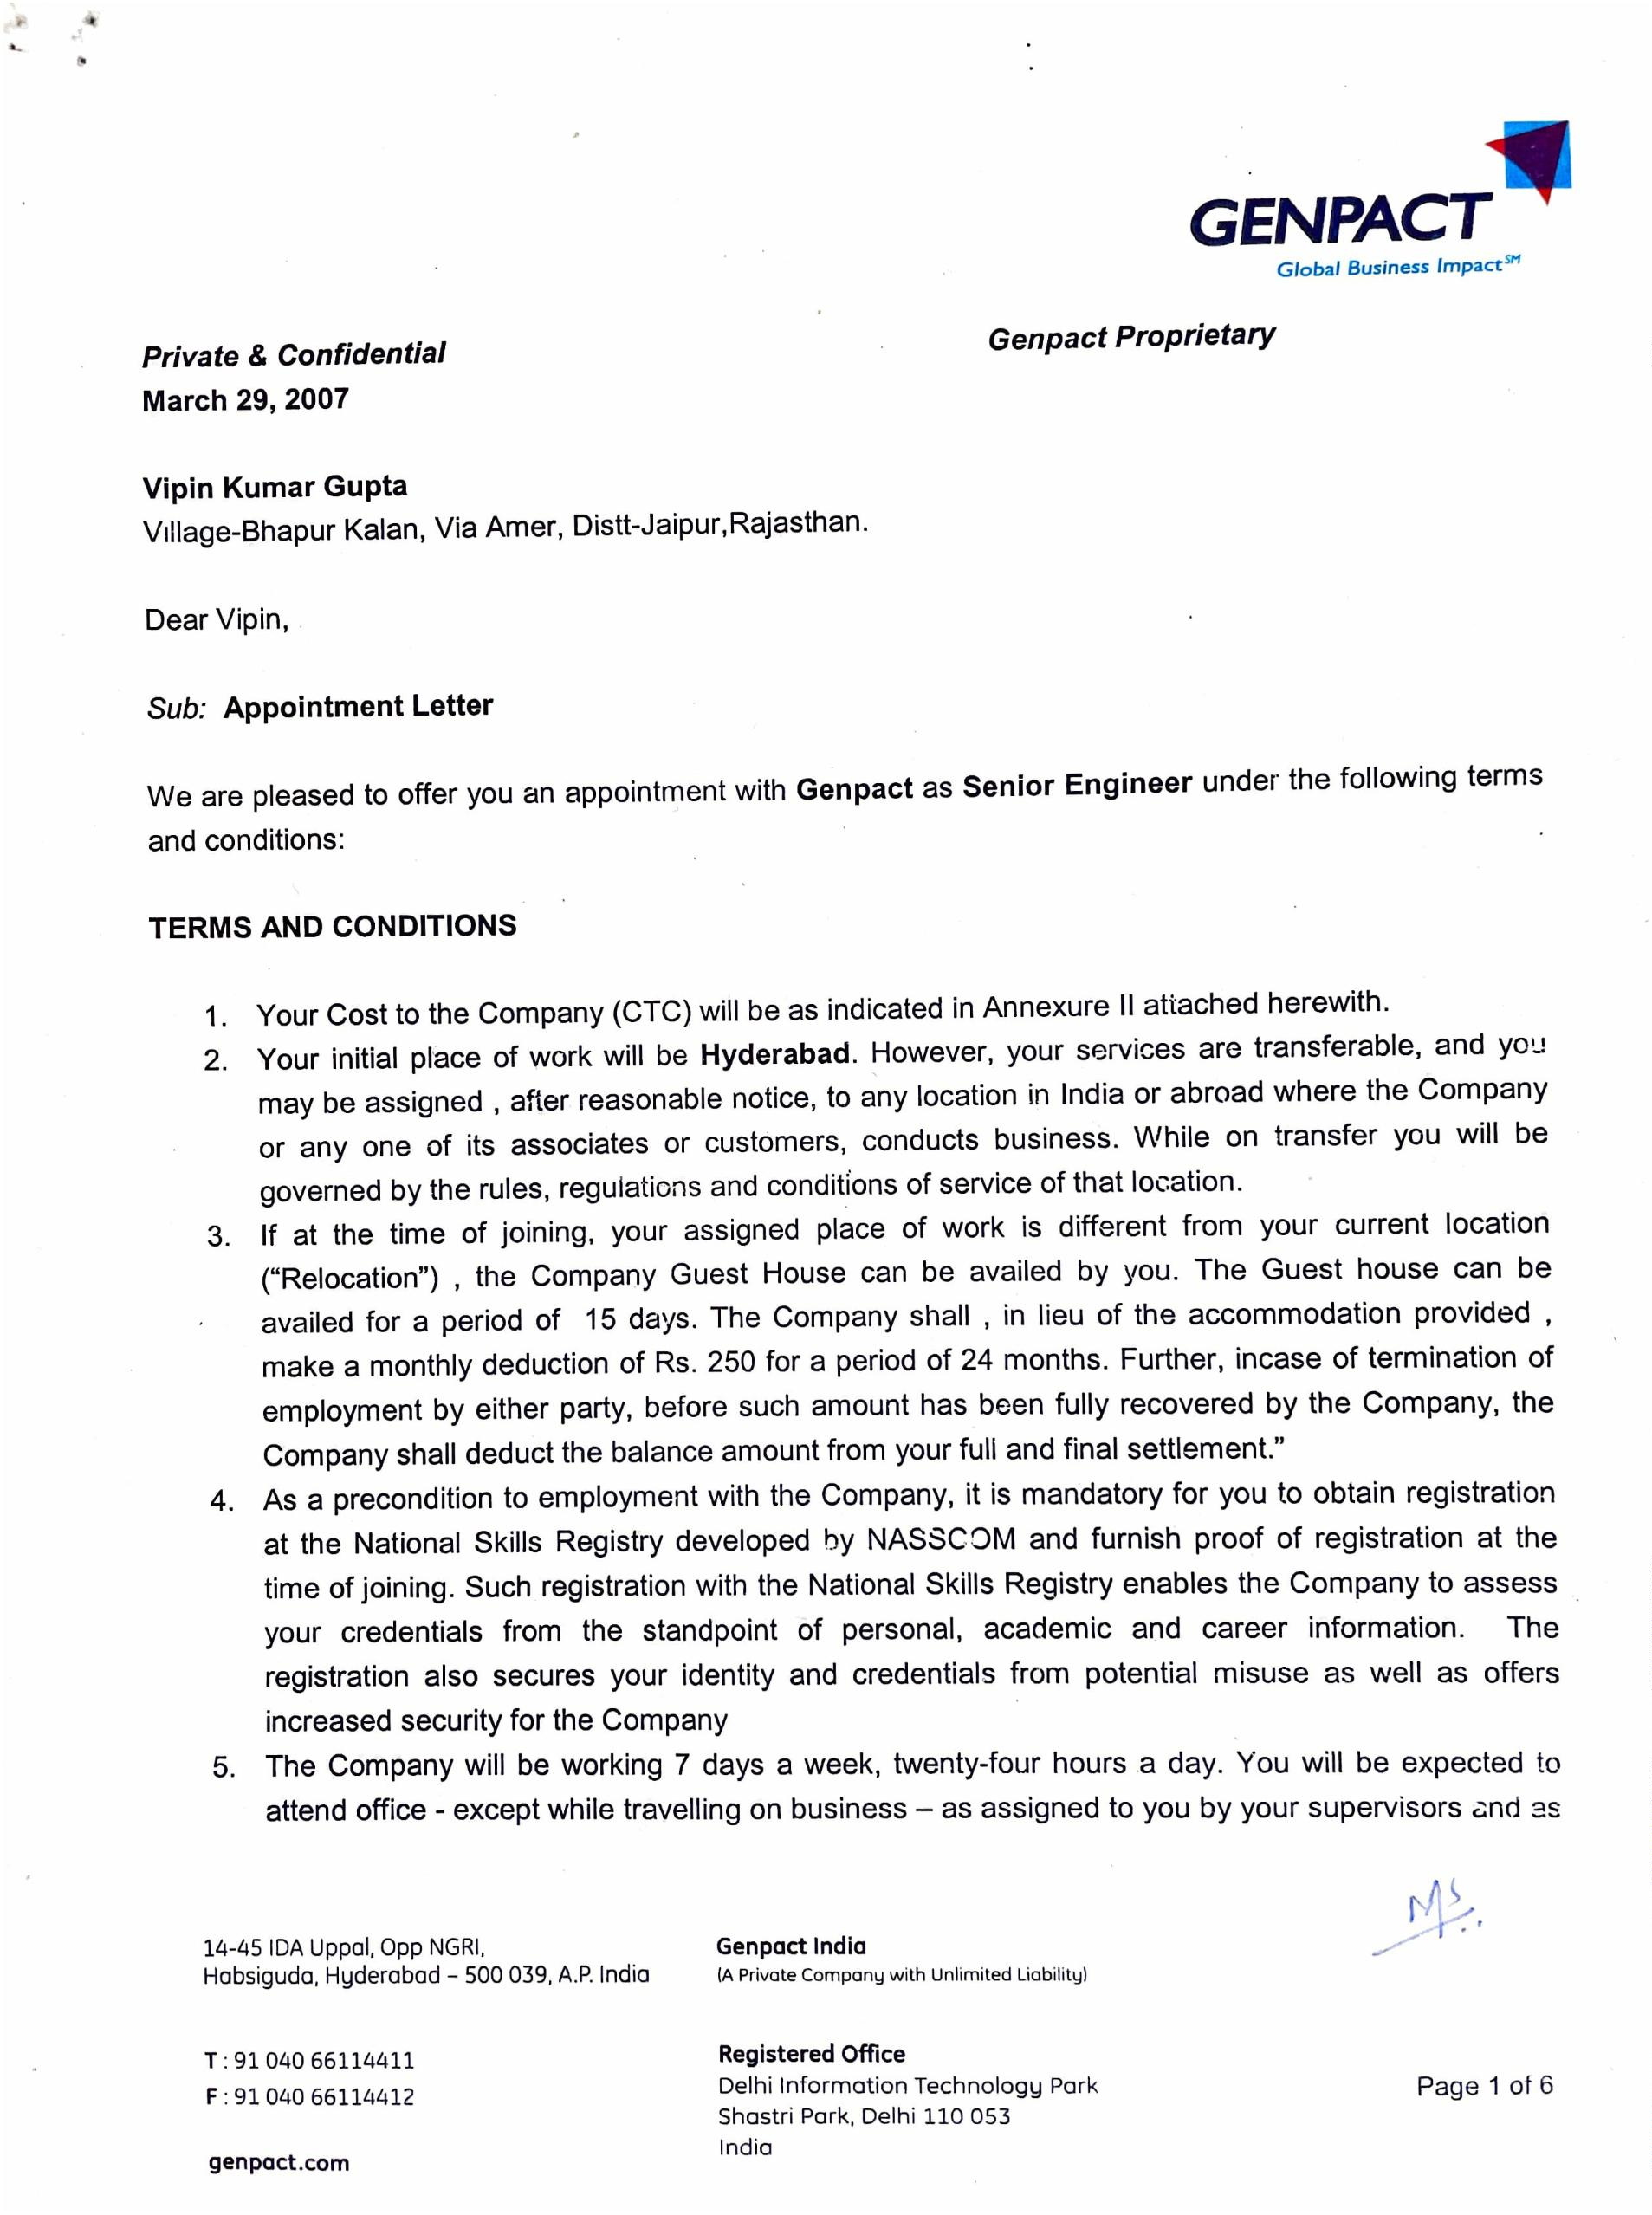 GENPACT
Global Business Impact℠
Private & Confidential
Genpact Proprietary
March 29, 2007
Vipin Kumar Gupta
Village-Bhapur Kalan, Via Amer, Distt-Jaipur,Rajasthan.
Dear Vipin,
Sub: Appointment Letter
We are pleased to offer you an appointment with Genpact as Senior Engineer under the following terms
and conditions:
TERMS AND CONDITIONS
1. Your Cost to the Company (CTC) will be as indicated in Annexure II attached herewith.
2. Your initial place of work will be Hyderabad. However, your services are transferable, and you
may be assigned , after reasonable notice, to any location in India or abroad where the Company
or any one of its associates or customers, conducts business. While on transfer you will be
governed by the rules, regulations and conditions of service of that location.
3. If at the time of joining, your assigned place of work is different from your current location
(“Relocation”) , the Company Guest House can be availed by you. The Guest house can be
availed for a period of 15 days. The Company shall , in lieu of the accommodation provided ,
make a monthly deduction of Rs. 250 for a period of 24 months. Further, incase of termination of
employment by either party, before such amount has been fully recovered by the Company, the
Company shall deduct the balance amount from your full and final settlement.”
4. As a precondition to employment with the Company, it is mandatory for you to obtain registration
at the National Skills Registry developed by NASSCOM and furnish proof of registration at the
time of joining. Such registration with the National Skills Registry enables the Company to assess
your credentials from the standpoint of personal, academic and career information. The
registration also secures your identity and credentials from potential misuse as well as offers
increased security for the Company
5. The Company will be working 7 days a week, twenty-four hours a day. You will be expected to
attend office - except while travelling on business – as assigned to you by your supervisors and as
14-45 IDA Uppal, Opp NGRI,
Habsiguda, Hyderabad – 500 039, A.P. India
T : 91 040 66114411
F : 91 040 66114412
genpact.com
Genpact India
(A Private Company with Unlimited Liability)
Registered Office
Delhi Information Technology Park
Shastri Park, Delhi 110 053
India
Page 1 of 6